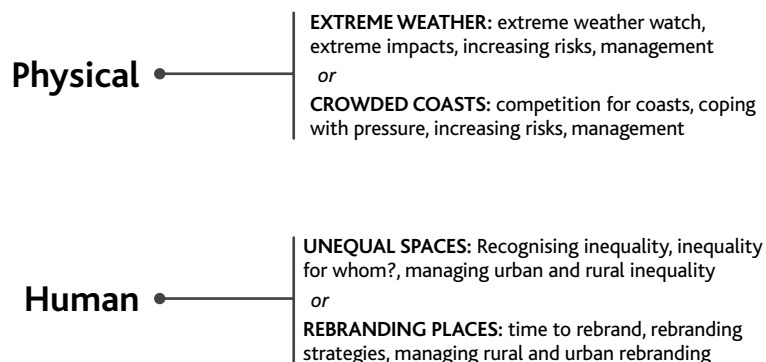 Physical
EXTREME WEATHER: extreme weather watch,
extreme impacts, increasing risks, management
or
CROWDED COASTS: competition for coasts, coping
with pressure, increasing risks, management
Human
UNEQUAL SPACES: Recognising inequality, inequality
for whom?, managing urban and rural inequality
or
REBRANDING PLACES: time to rebrand, rebranding
strategies, managing rural and urban rebranding